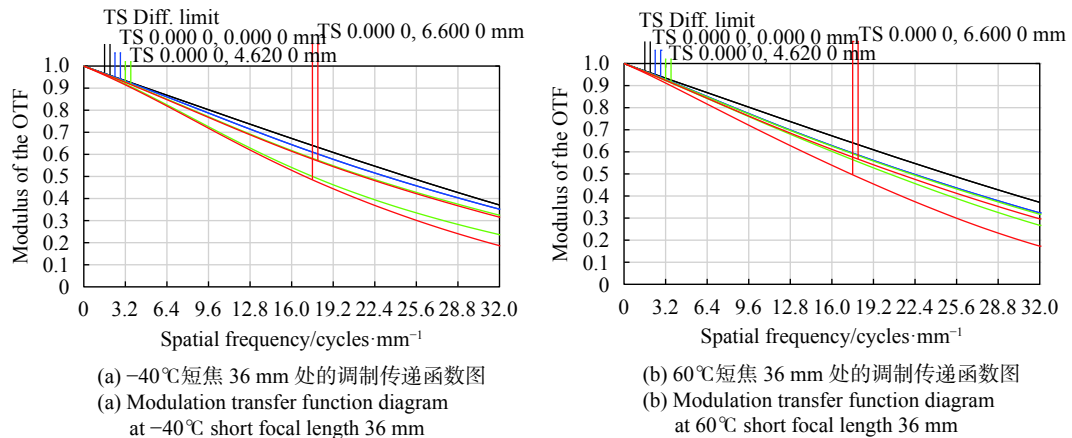 TS Diff. limit
TS 0.000 0, 0.000 0 mm
TS 0.000 0, 6.600 0 mm
TS 0.000 0, 4.620 0 mm
1.0
0.9
0.8
0.7
0.6
0.5
0.4
0.3
0.2
0.1
0
Modulus of the OTF
0 3.2 6.4 9.6 12.8 16.0 19.2 22.4 25.6 28.8 32.0
Spatial frequency/cycles·mm⁻¹
(a) −40℃短焦 36 mm 处的调制传递函数图
(a) Modulation transfer function diagram
at −40℃ short focal length 36 mm
TS Diff. limit
TS 0.000 0, 0.000 0 mm
TS 0.000 0, 6.600 0 mm
TS 0.000 0, 4.620 0 mm
1.0
0.9
0.8
0.7
0.6
0.5
0.4
0.3
0.2
0.1
0
Modulus of the OTF
0 3.2 6.4 9.6 12.8 16.0 19.2 22.4 25.6 28.8 32.0
Spatial frequency/cycles·mm⁻¹
(b) 60℃短焦 36 mm 处的调制传递函数图
(b) Modulation transfer function diagram
at 60℃ short focal length 36 mm